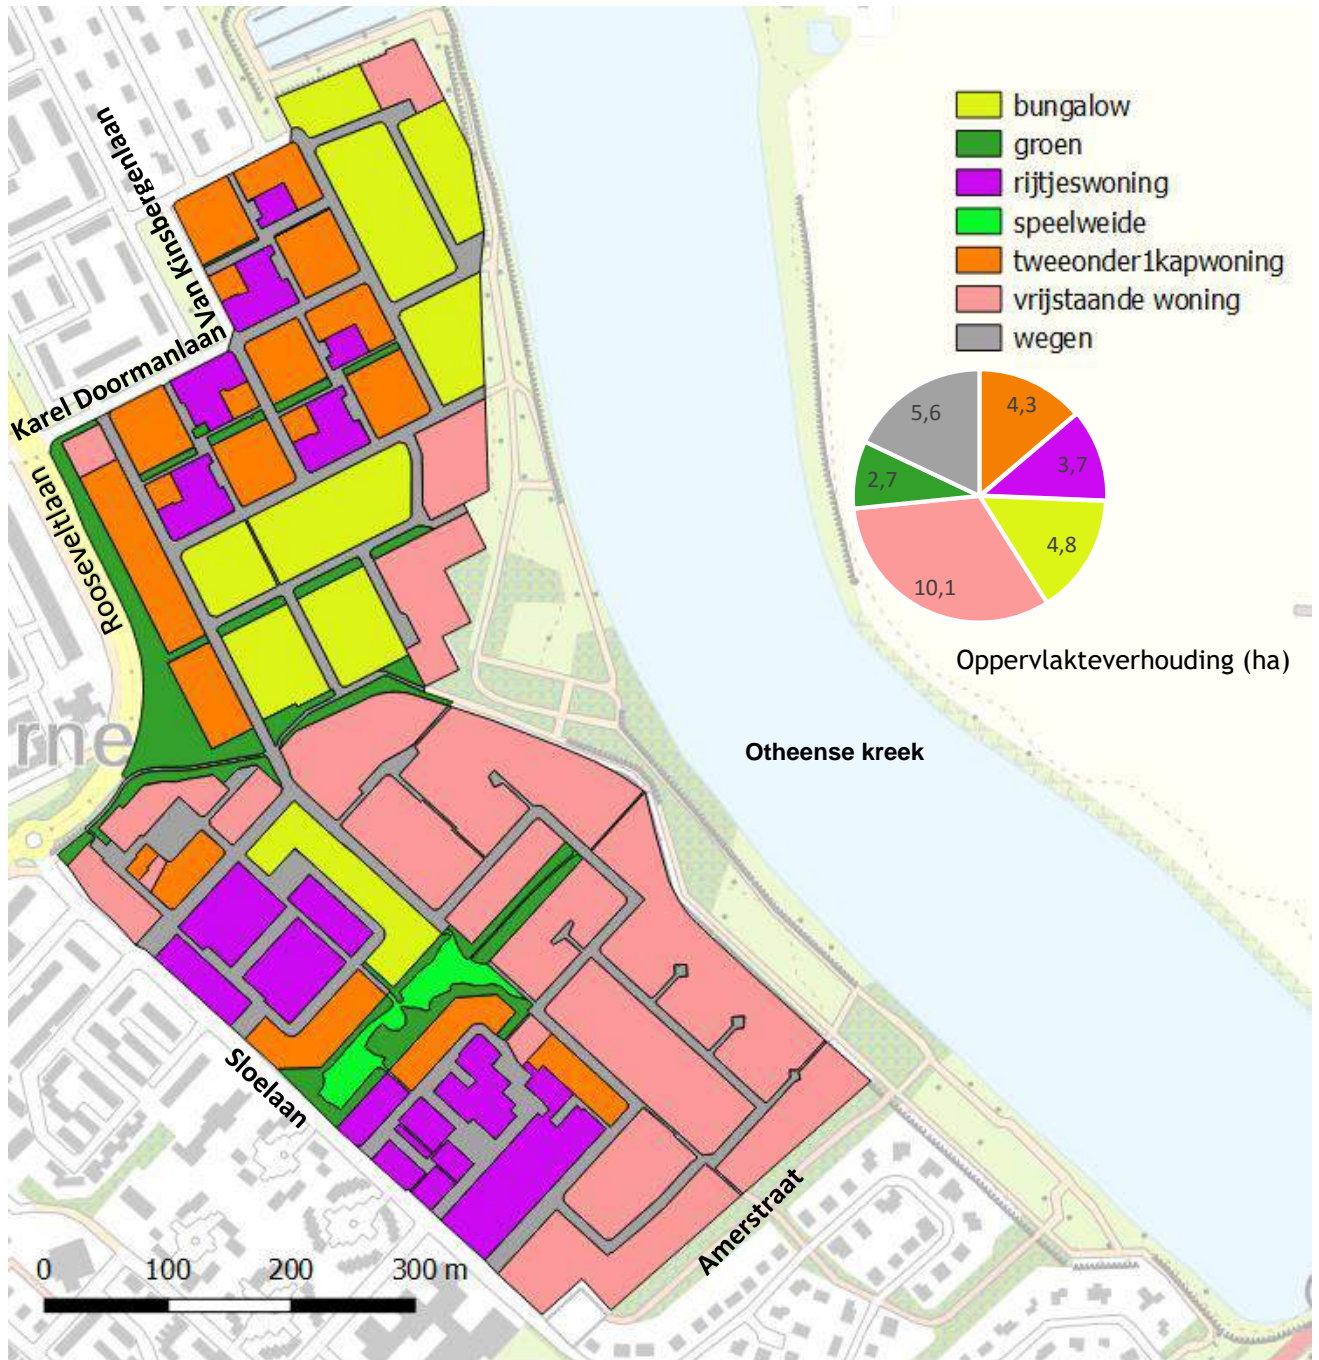 bungalow
groen
rijtjeswoning
speelweide
tweeonder1kapwoning
vrijstaande woning
wegen
Van Kinsbergenlaan
Karel Doormanlaan
Rooseveltlaan
5,6
4,3
2,7
3,7
4,8
10,1
Oppervlakteverhouding (ha)
rne
Otheense kreek
Sloelaan
Amerstraat
0 100 200 300 m